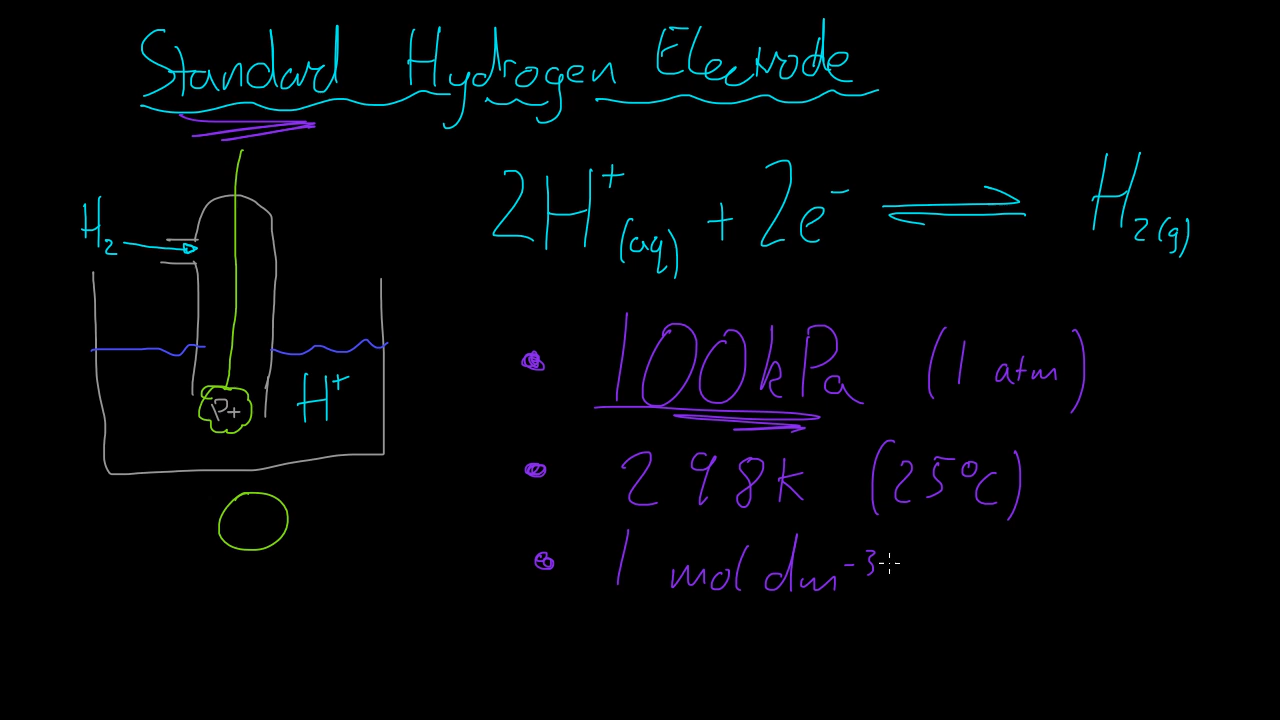 Standard Hydrogen Electrode
2H⁺(aq) + 2e⁻ ⇌ H₂(g)
H₂
Pt
H⁺
• 100kPa (1 atm)
• 298K (25°C)
• 1 mol dm⁻³